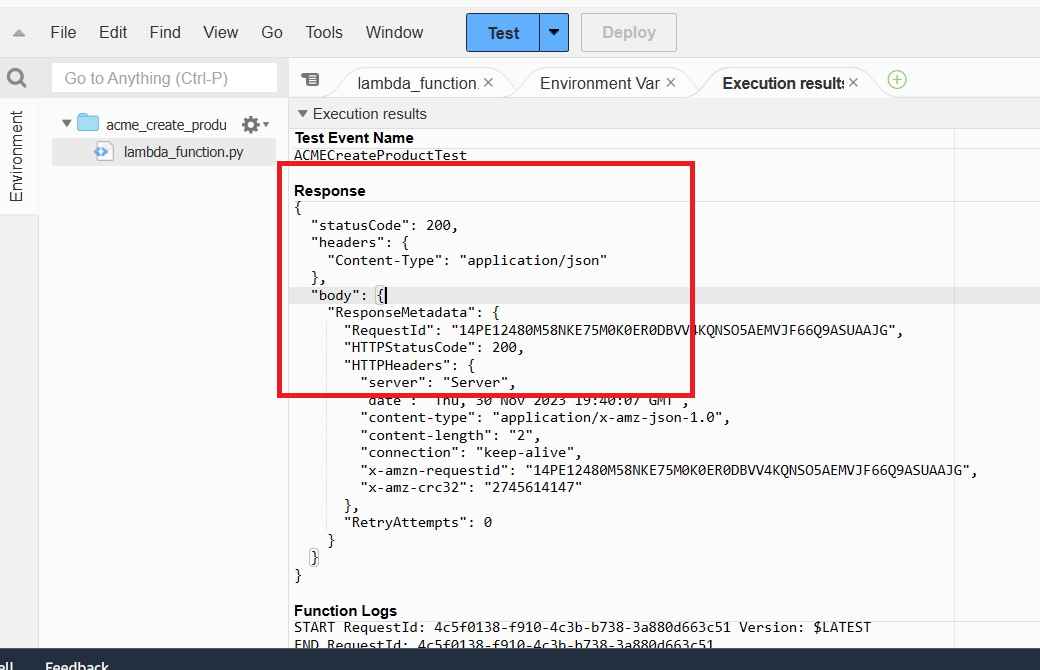 File Edit Find View Go Tools Window Test Deploy
Go to Anything (Ctrl-P)
lambda_function. Environment Var Execution results
Environment
acme_create_produ
lambda_function.py
Execution results
Test Event Name
ACMECreateProductTest
Response
{
"statusCode": 200,
"headers": {
"Content-Type": "application/json"
},
"body": {
"ResponseMetadata": {
"RequestId": "14PE12480M58NKE75M0K0ER0DBVV4KQNSO5AEMVJF66Q9ASUAAJG",
"HTTPStatusCode": 200,
"HTTPHeaders": {
"server": "Server",
"date": "Thu, 30 Nov 2023 19:40:07 GMT",
"content-type": "application/x-amz-json-1.0",
"content-length": "2",
"connection": "keep-alive",
"x-amzn-requestid": "14PE12480M58NKE75M0K0ER0DBVV4KQNSO5AEMVJF66Q9ASUAAJG",
"x-amz-crc32": "2745614147"
},
"RetryAttempts": 0
}
}
}
Function Logs
START RequestId: 4c5f0138-f910-4c3b-b738-3a880d663c51 Version: $LATEST
END RequestId: 4c5f0138-f910-4c3b-b738-3a880d663c51
ell Feedback